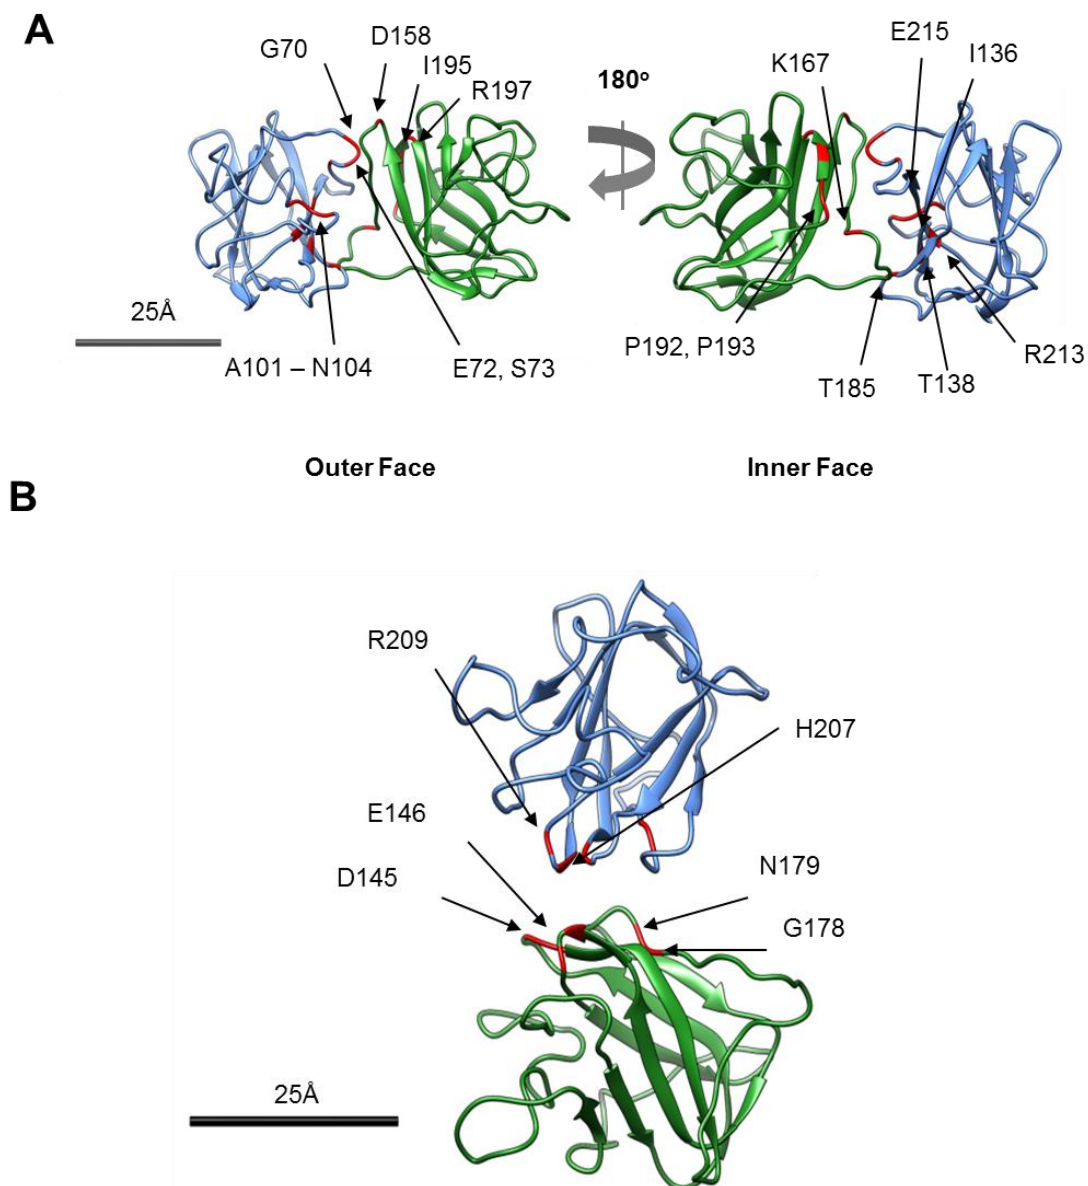 A
G70
D158
I195
R197
180º
K167
E215
I136
25Å
A101 – N104
E72, S73
P192, P193
T185
T138
R213
Outer Face
Inner Face
B
R209
H207
E146
D145
N179
G178
25Å